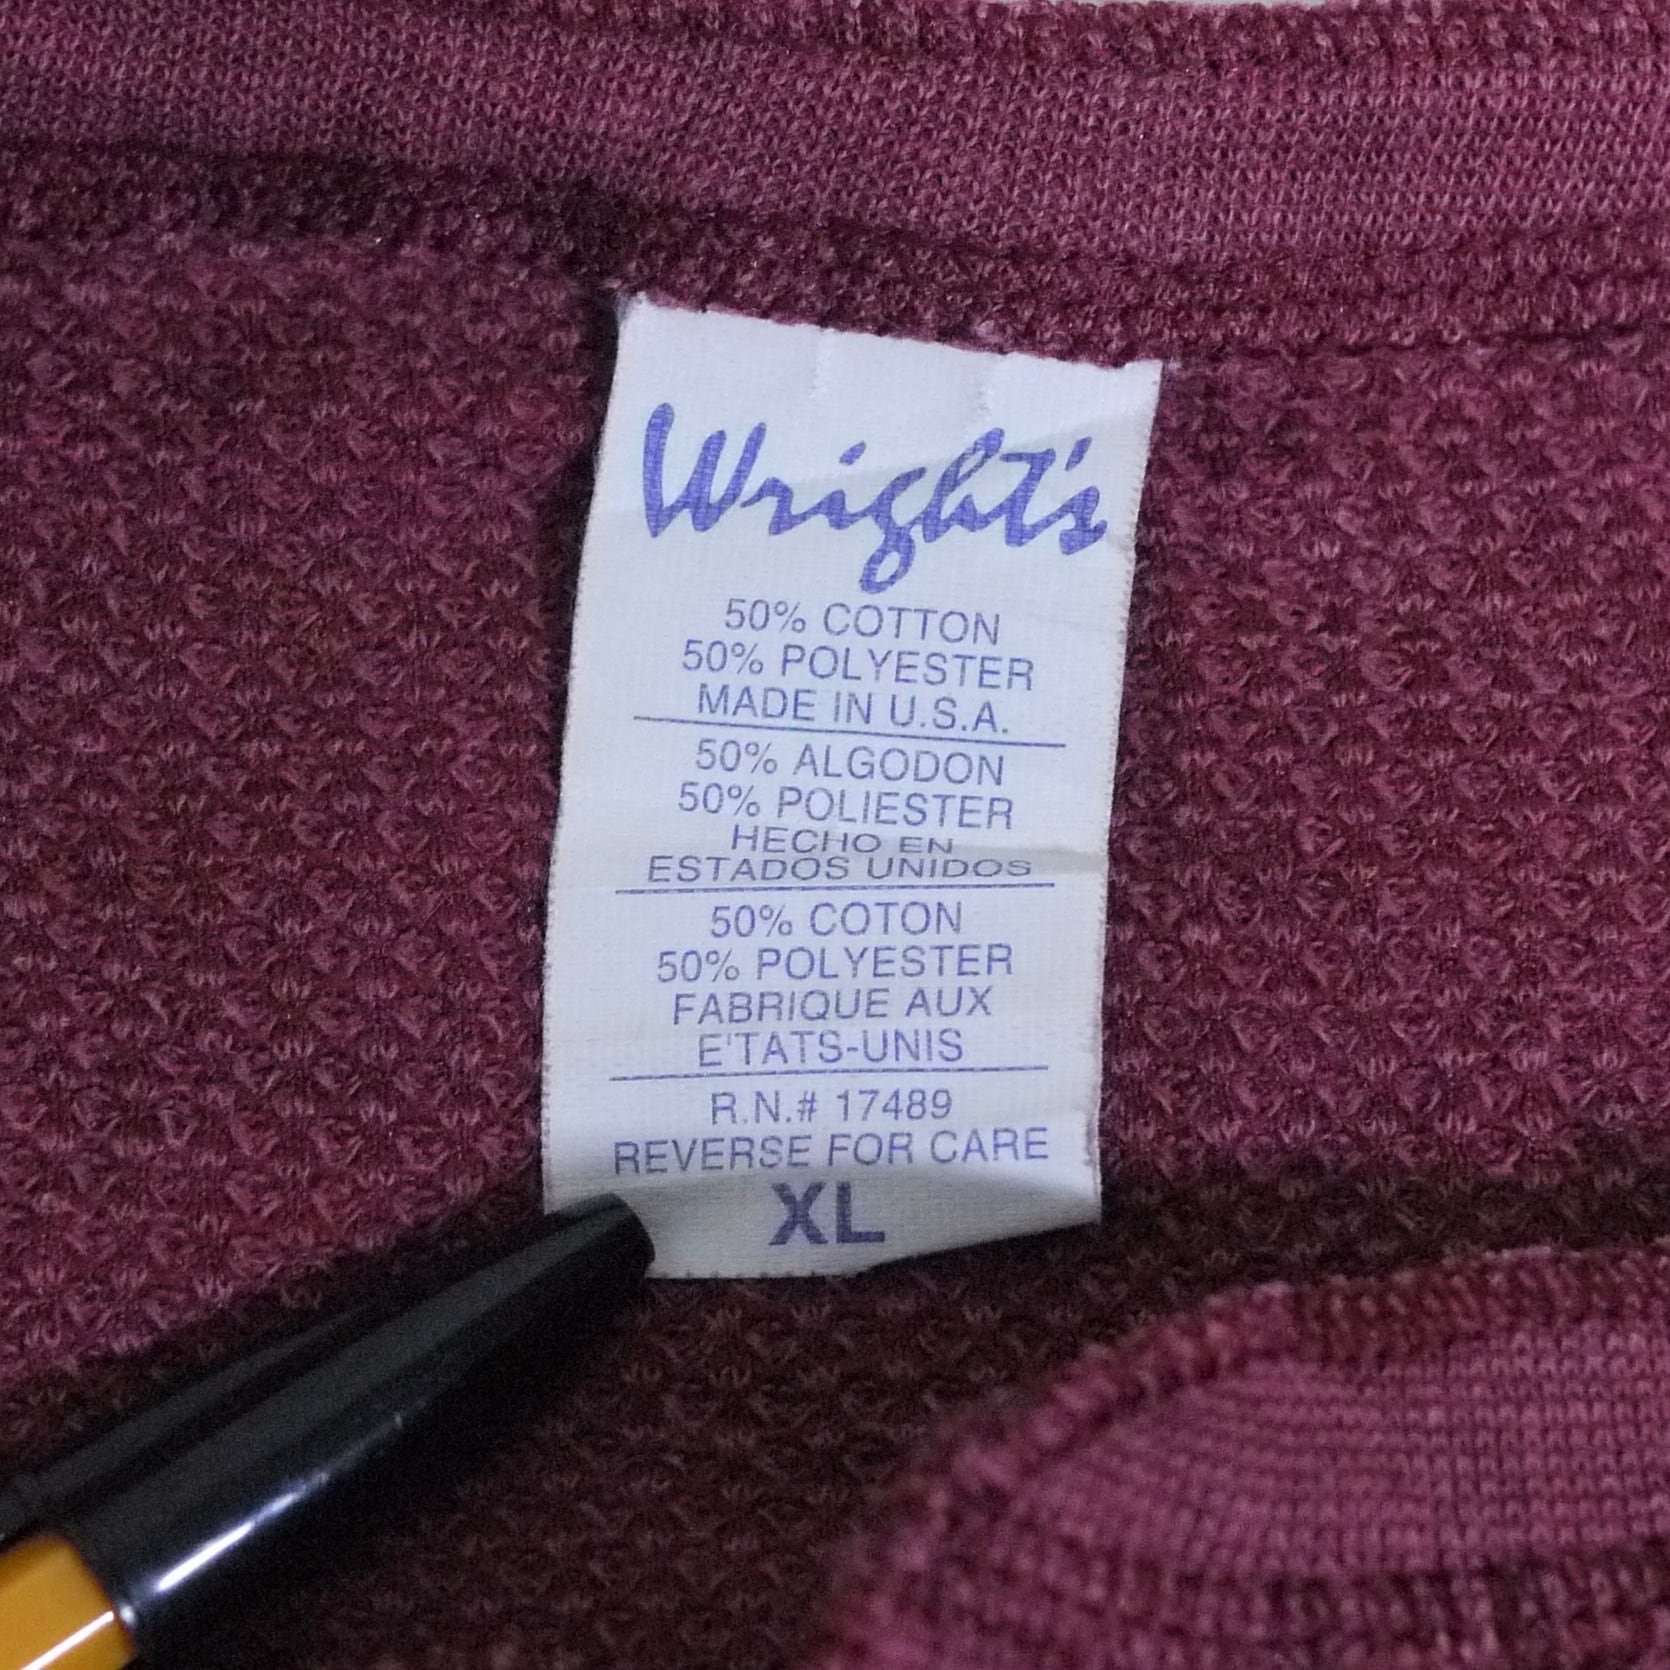 Wright's
50% COTTON
50% POLYESTER
MADE IN U.S.A.
50% ALGODON
50% POLIESTER
HECHO EN
ESTADOS UNIDOS
50% COTON
50% POLYESTER
FABRIQUE AUX
E'TATS-UNIS
R.N.# 17489
REVERSE FOR CARE
XL